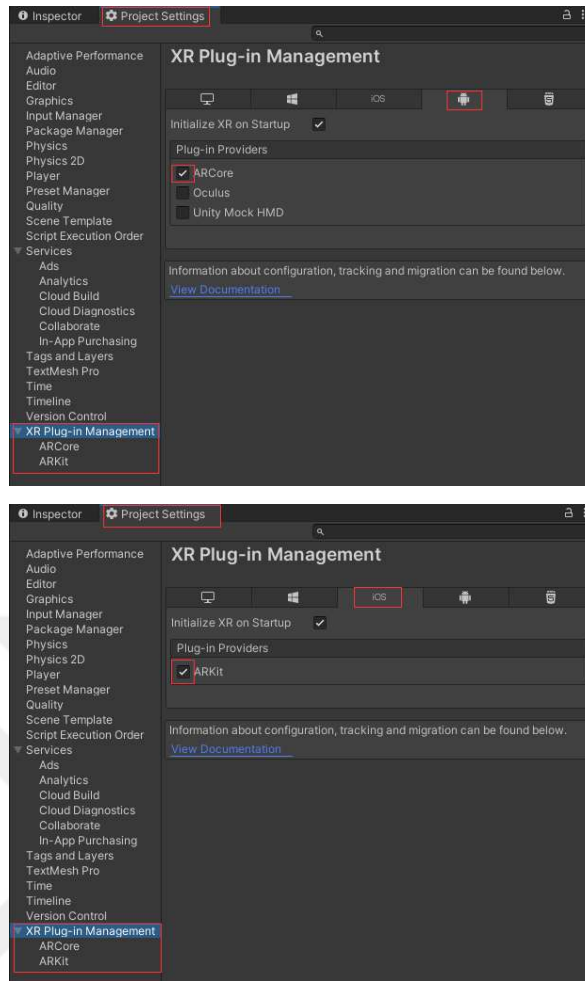 Inspector Project Settings
Adaptive Performance
Audio
Editor
Graphics
Input Manager
Package Manager
Physics
Physics 2D
Player
Preset Manager
Quality
Scene Template
Script Execution Order
Services
Ads
Analytics
Cloud Build
Cloud Diagnostics
Collaborate
In-App Purchasing
Tags and Layers
TextMesh Pro
Time
Timeline
Version Control
XR Plug-in Management
ARCore
ARKit
XR Plug-in Management
iOS
Initialize XR on Startup
Plug-in Providers
ARCore
Oculus
Unity Mock HMD
Information about configuration, tracking and migration can be found below.
View Documentation
Inspector Project Settings
Adaptive Performance
Audio
Editor
Graphics
Input Manager
Package Manager
Physics
Physics 2D
Player
Preset Manager
Quality
Scene Template
Script Execution Order
Services
Ads
Analytics
Cloud Build
Cloud Diagnostics
Collaborate
In-App Purchasing
Tags and Layers
TextMesh Pro
Time
Timeline
Version Control
XR Plug-in Management
ARCore
ARKit
XR Plug-in Management
iOS
Initialize XR on Startup
Plug-in Providers
ARKit
Information about configuration, tracking and migration can be found below.
View Documentation